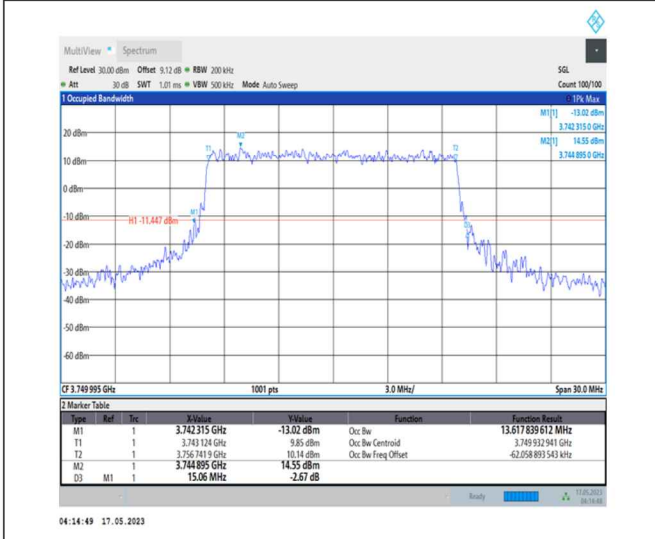 MultiView Spectrum
Ref Level 30.00 dBm Offset 9.12 dB RBW 200 kHz SGL
Att 30 dB SWT 1.01 ms VBW 500 kHz Mode Auto Sweep Count 100/100
1 Occupied Bandwidth 1Pk Max
M1[1] -13.02 dBm
3.742 315 0 GHz
M2[1] 14.55 dBm
3.744 895 0 GHz
20 dBm
T1 M2 T2
10 dBm
0 dBm
-10 dBm
M1
H1 -11.447 dBm
D3
-20 dBm
-30 dBm
-40 dBm
-50 dBm
-60 dBm
CF 3.749 995 GHz 1001 pts 3.0 MHz/ Span 30.0 MHz
2 Marker Table
Type Ref Trc X-Value Y-Value Function Function Result
M1 1 3.742 315 GHz -13.02 dBm Occ Bw 13.617 839 612 MHz
T1 1 3.743 124 GHz 9.85 dBm Occ Bw Centroid 3.749 932 941 GHz
T2 1 3.756 741 9 GHz 10.14 dBm Occ Bw Freq Offset -62.058 893 543 kHz
M2 1 3.744 895 GHz 14.55 dBm
D3 M1 1 15.06 MHz -2.67 dB
Ready 17.05.2023
04:14:48
04:14:49 17.05.2023